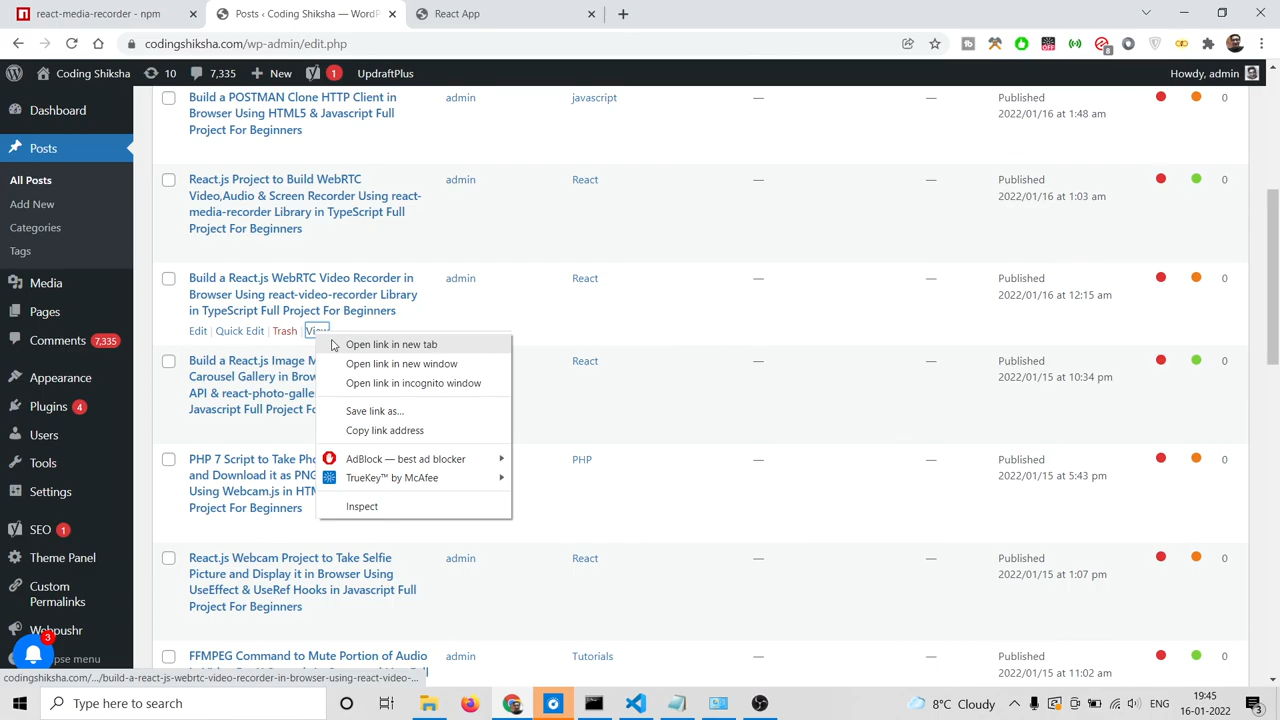 react-media-recorder - npm
Posts ‹ Coding Shiksha — WordP
React App
codingshiksha.com/wp-admin/edit.php
Coding Shiksha
10
7,335
New
1
UpdraftPlus
Howdy, admin
Dashboard
Posts
All Posts
Add New
Categories
Tags
Media
Pages
Comments 7,335
Appearance
Plugins 4
Users
Tools
Settings
SEO 1
Theme Panel
Custom
Permalinks
Webpushr
3
pse menu
Build a POSTMAN Clone HTTP Client in
Browser Using HTML5 & Javascript Full
Project For Beginners
admin
javascript
—
—
Published
2022/01/16 at 1:48 am
0
React.js Project to Build WebRTC
Video,Audio & Screen Recorder Using react-
media-recorder Library in TypeScript Full
Project For Beginners
admin
React
—
—
Published
2022/01/16 at 1:03 am
0
Build a React.js WebRTC Video Recorder in
Browser Using react-video-recorder Library
in TypeScript Full Project For Beginners
Edit | Quick Edit | Trash | View
admin
React
—
—
Published
2022/01/16 at 12:15 am
0
Open link in new tab
Open link in new window
Open link in incognito window
Save link as...
Copy link address
AdBlock — best ad blocker
TrueKey™ by McAfee
Inspect
Build a React.js Image M
Carousel Gallery in Brow
API & react-photo-galle
Javascript Full Project Fo
React
—
—
Published
2022/01/15 at 10:34 pm
0
PHP 7 Script to Take Pho
and Download it as PNG
Using Webcam.js in HTM
Project For Beginners
PHP
—
—
Published
2022/01/15 at 5:43 pm
0
React.js Webcam Project to Take Selfie
Picture and Display it in Browser Using
UseEffect & UseRef Hooks in Javascript Full
Project For Beginners
admin
React
—
—
Published
2022/01/15 at 1:07 pm
0
FFMPEG Command to Mute Portion of Audio
admin
Tutorials
—
—
Published
2022/01/15 at 11:02 am
0
codingshiksha.com/.../build-a-react-js-webrtc-video-recorder-in-browser-using-react-video-...
Type here to search
8°C Cloudy
ENG
19:45
16-01-2022
3